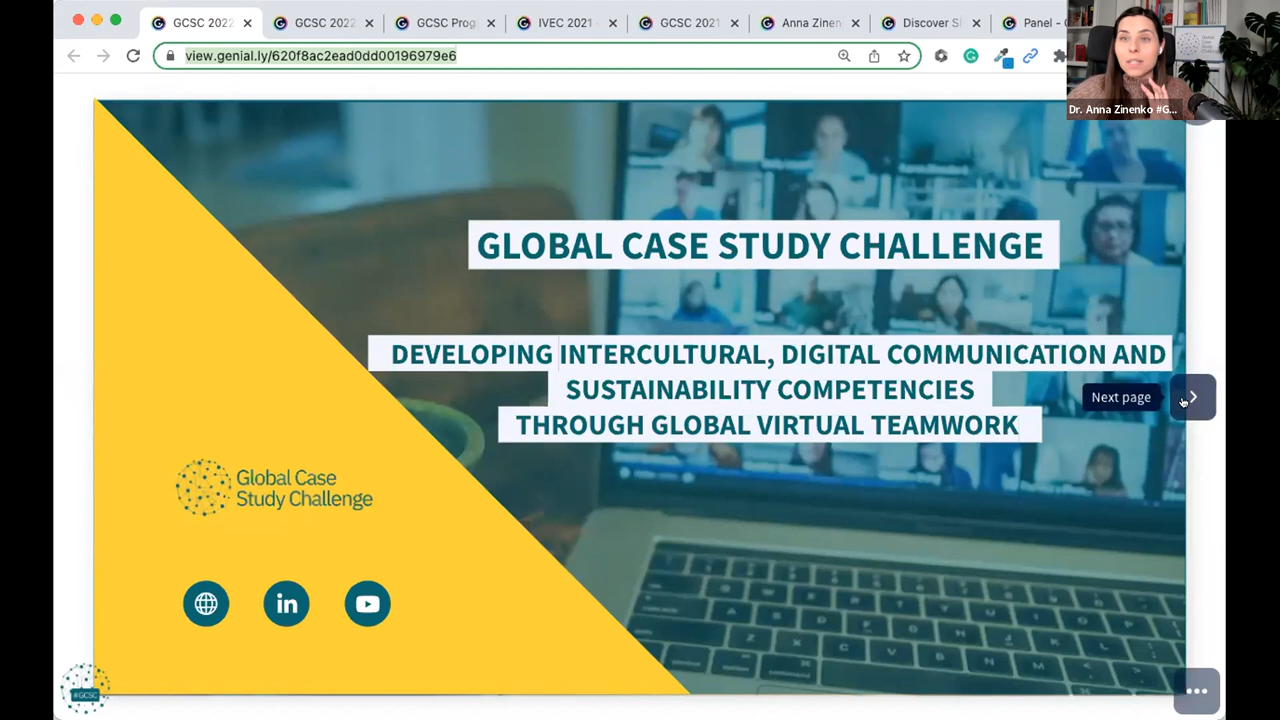 GCSC 2022
GCSC 2022
GCSC Prog
IVEC 2021
GCSC 2021
Anna Zinen
Discover S
Panel -
view.genial.ly/620f8ac2ead0dd00196979e6
Dr. Anna Zinenko #G...
GLOBAL CASE STUDY CHALLENGE
DEVELOPING INTERCULTURAL, DIGITAL COMMUNICATION AND
SUSTAINABILITY COMPETENCIES
THROUGH GLOBAL VIRTUAL TEAMWORK
Next page
Global Case
Study Challenge
in
#GCSC